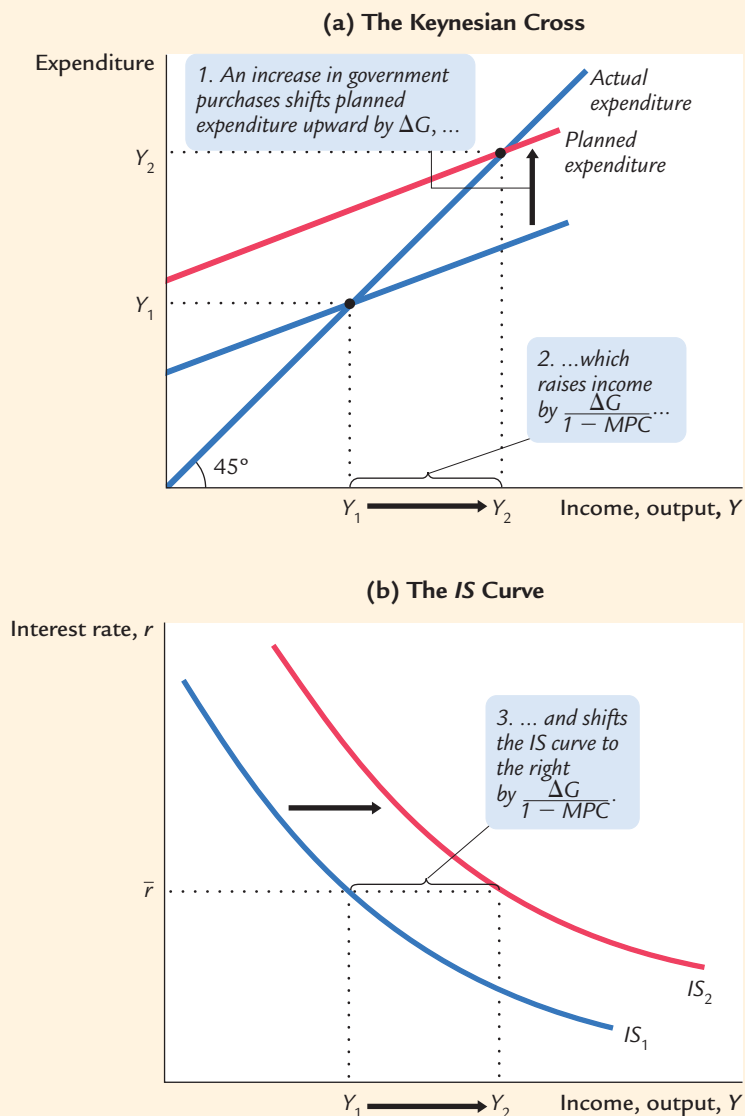 (a) The Keynesian Cross
Expenditure
1. An increase in government
purchases shifts planned
expenditure upward by ΔG, ...
Actual
expenditure
Planned
expenditure
Y₂
Y₁
2. ...which
raises income
by ΔG/(1 − MPC)...
45°
Y₁ Y₂ Income, output, Y
(b) The IS Curve
Interest rate, r
3. ... and shifts
the IS curve to
the right
by ΔG/(1 − MPC).
r̄
IS₂
IS₁
Y₁ Y₂ Income, output, Y